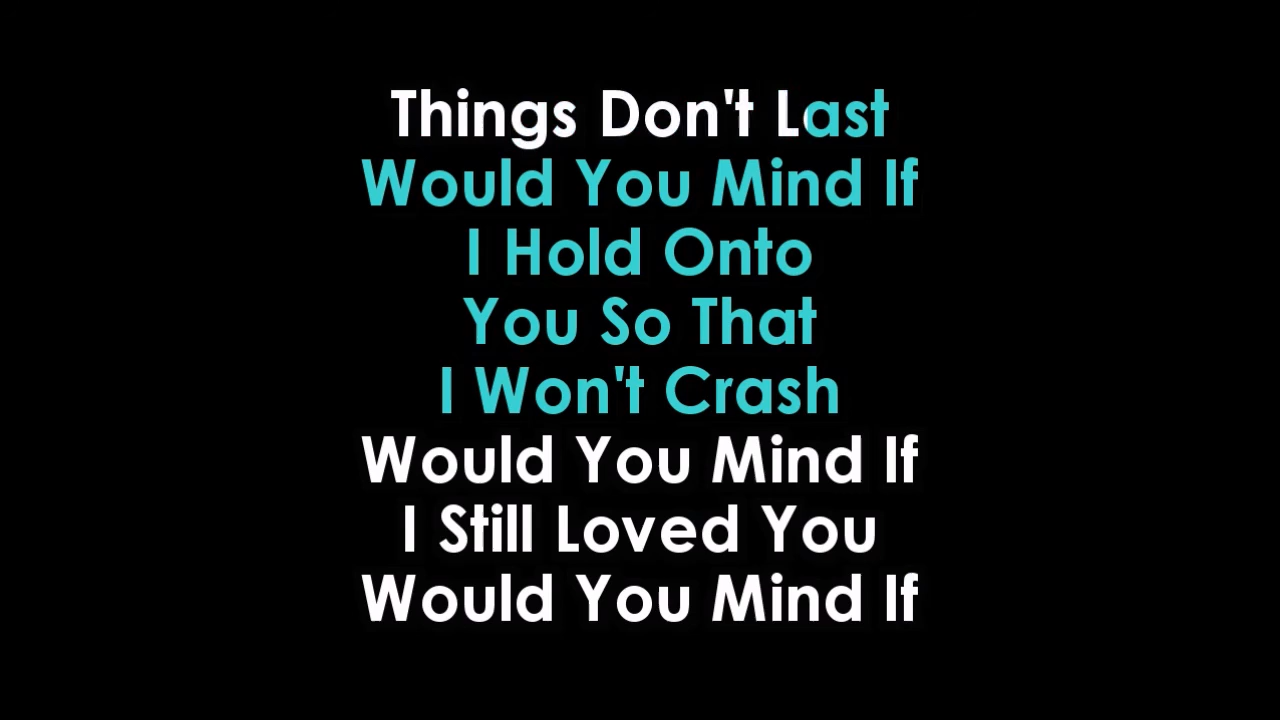 Things Don't Last
Would You Mind If
I Hold Onto
You So That
I Won't Crash
Would You Mind If
I Still Loved You
Would You Mind If